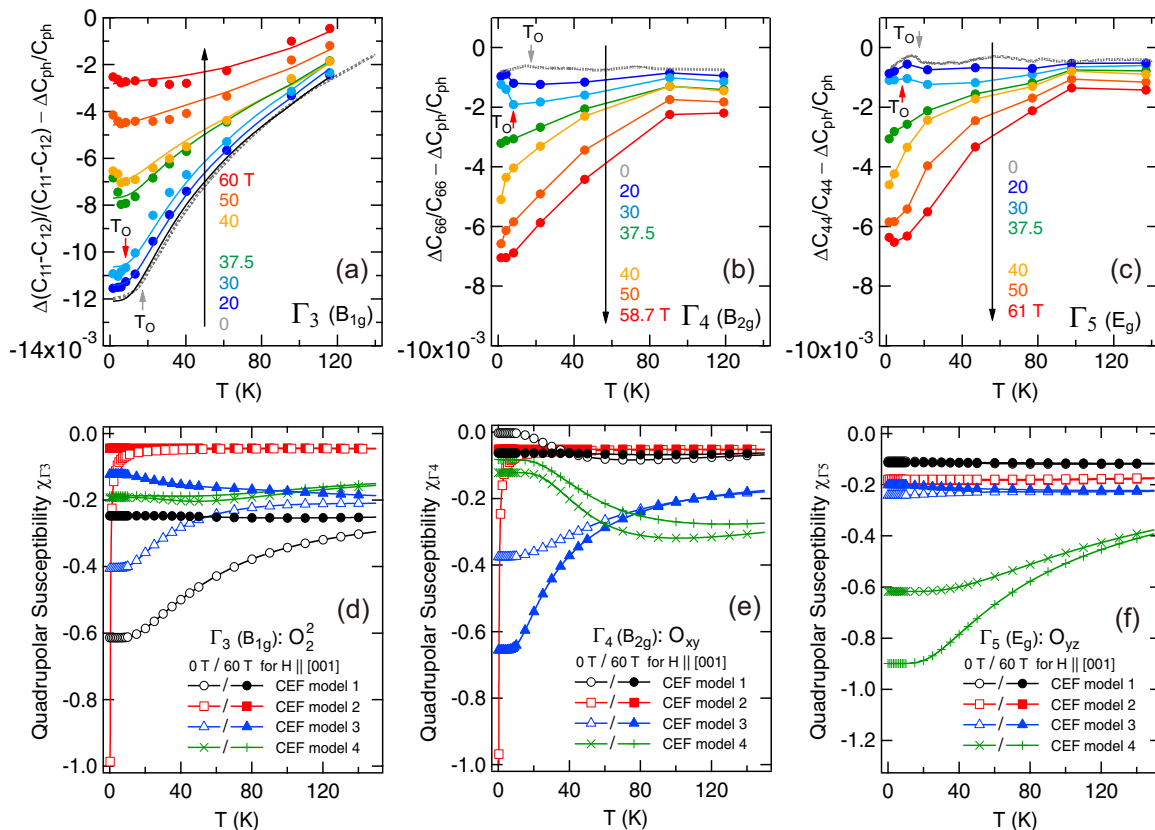 Δ(C11-C12)/(C11-C12) − ΔCph/Cph
0
-2
-4
-6
-8
-10
-12
-14x10-3
60 T
50
40
37.5
30
20
0
TO
TO
(a)
Γ3 (B1g)
0
40
80
120
T (K)
ΔC66/C66 − ΔCph/Cph
0
-2
-4
-6
-8
-10x10-3
TO
TO
0
20
30
37.5
40
50
58.7 T
(b)
Γ4 (B2g)
0
40
80
120
T (K)
ΔC44/C44 − ΔCph/Cph
0
-2
-4
-6
-8
-10x10-3
TO
TO
0
20
30
37.5
40
50
61 T
(c)
Γ5 (Eg)
0
40
80
120
T (K)
Quadrupolar Susceptibility χΓ3
0.0
-0.2
-0.4
-0.6
-0.8
-1.0
(d)
Γ3 (B1g): O22
0 T / 60 T for H || [001]
/ CEF model 1
/ CEF model 2
/ CEF model 3
/ CEF model 4
0
40
80
120
T (K)
Quadrupolar Susceptibility χΓ4
0.0
-0.2
-0.4
-0.6
-0.8
-1.0
(e)
Γ4 (B2g): Oxy
0 T / 60 T for H || [001]
/ CEF model 1
/ CEF model 2
/ CEF model 3
/ CEF model 4
0
40
80
120
T (K)
Quadrupolar Susceptibility χΓ5
0.0
-0.2
-0.4
-0.6
-0.8
-1.0
-1.2
(f)
Γ5 (Eg): Oyz
0 T / 60 T for H || [001]
/ CEF model 1
/ CEF model 2
/ CEF model 3
/ CEF model 4
0
40
80
120
T (K)